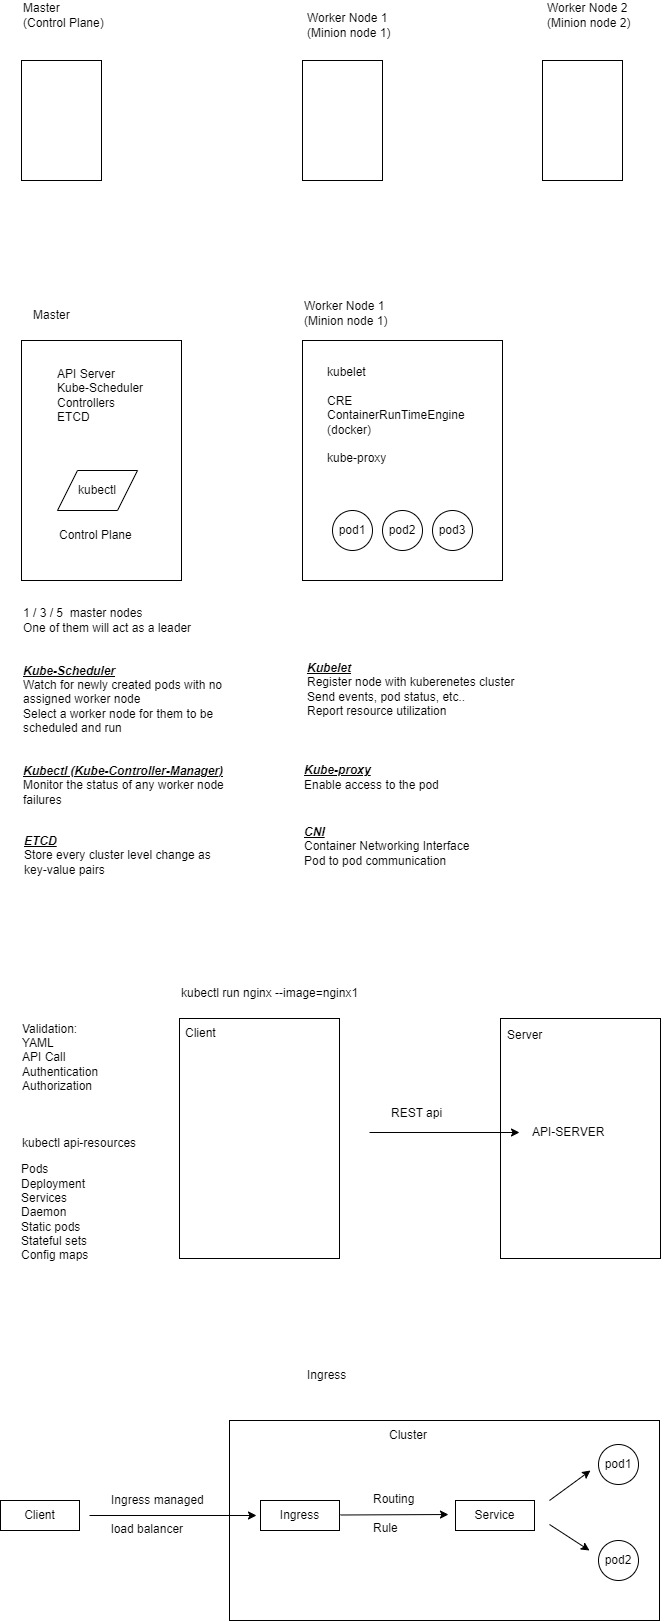 Master
(Control Plane)
Worker Node 1
(Minion node 1)
Worker Node 2
(Minion node 2)
Master
API Server
Kube-Scheduler
Controllers
ETCD
kubectl
Control Plane
Worker Node 1
(Minion node 1)
kubelet
CRE
ContainerRunTimeEngine
(docker)
kube-proxy
pod1
pod2
pod3
1 / 3 / 5  master nodes
One of them will act as a leader
Kube-Scheduler
Watch for newly created pods with no
assigned worker node
Select a worker node for them to be
scheduled and run
Kubectl (Kube-Controller-Manager)
Monitor the status of any worker node
failures
ETCD
Store every cluster level change as
key-value pairs
Kubelet
Register node with kuberenetes cluster
Send events, pod status, etc..
Report resource utilization
Kube-proxy
Enable access to the pod
CNI
Container Networking Interface
Pod to pod communication
kubectl run nginx --image=nginx1
Validation:
YAML
API Call
Authentication
Authorization
kubectl api-resources
Pods
Deployment
Services
Daemon
Static pods
Stateful sets
Config maps
Client
REST api
Server
API-SERVER
Ingress
Cluster
Client
Ingress managed
load balancer
Ingress
Routing
Rule
Service
pod1
pod2